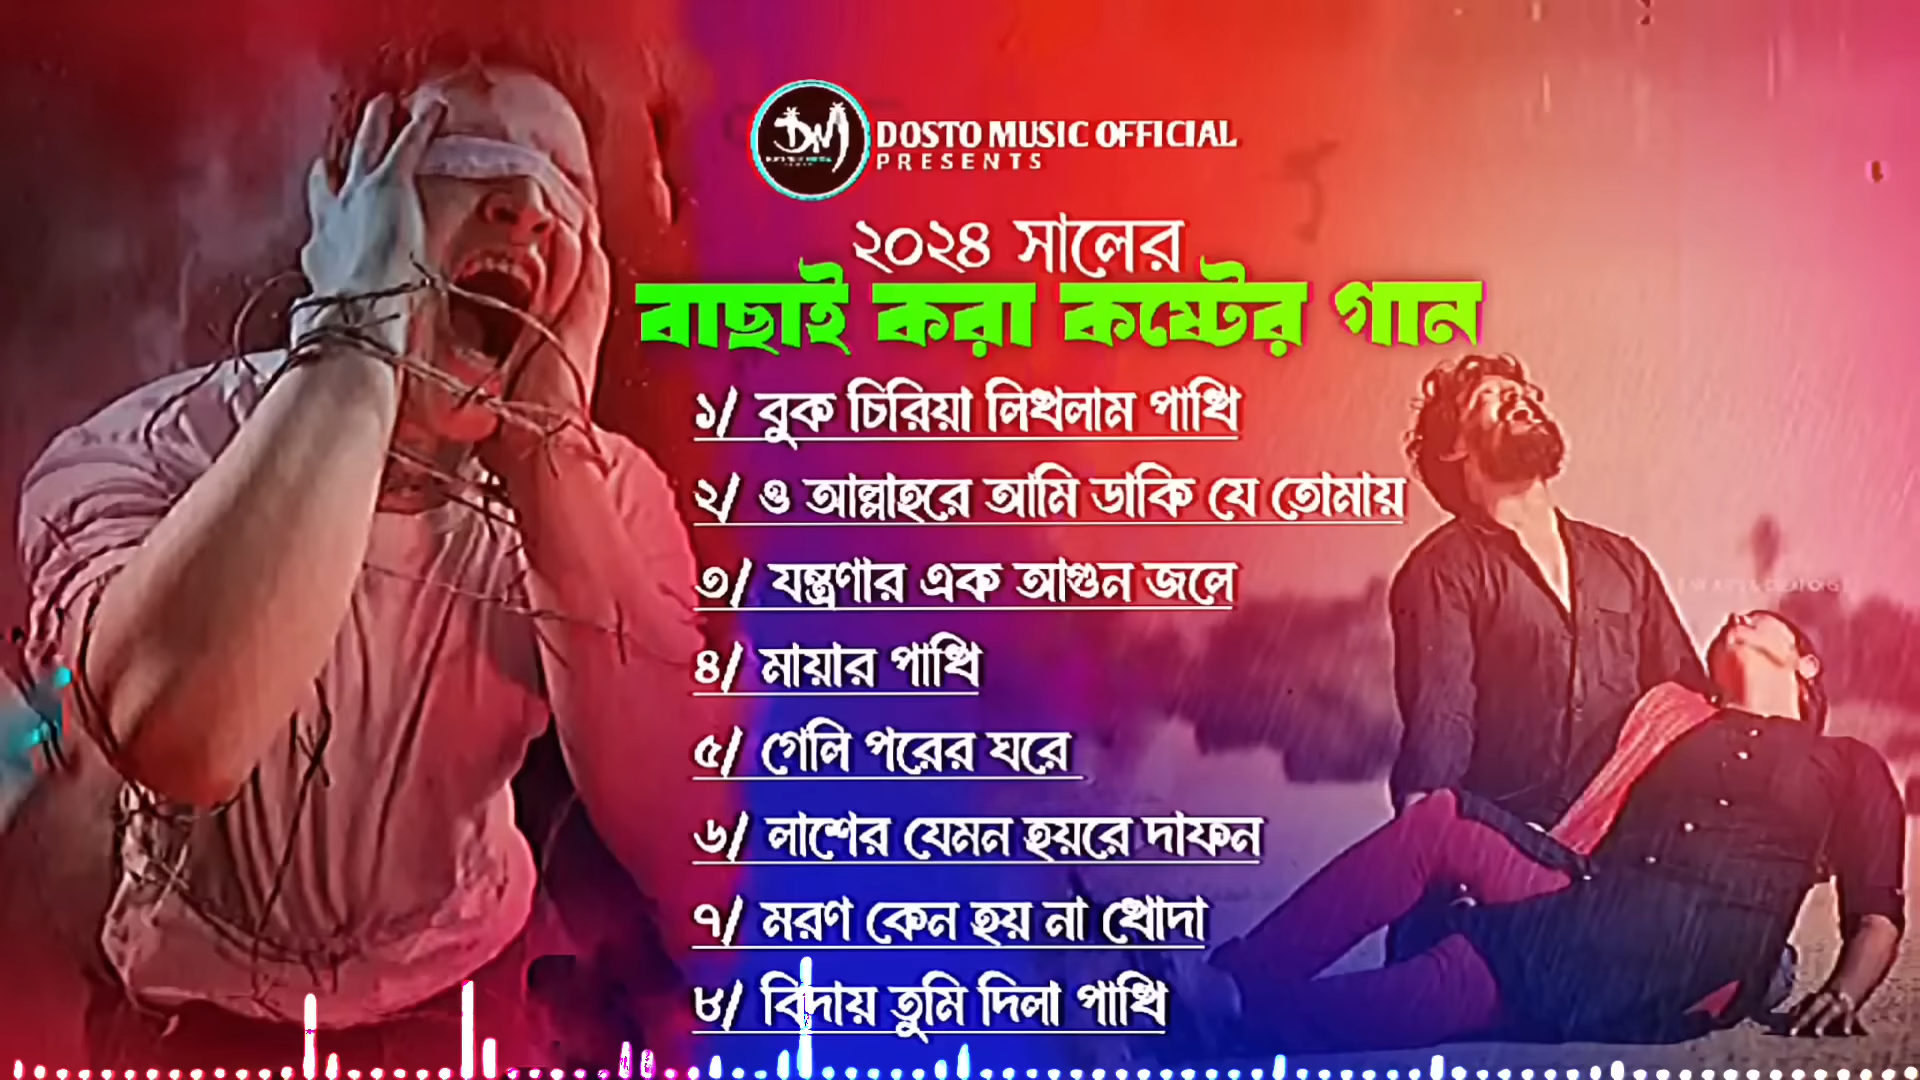 DOSTO MUSIC OFFICIAL
PRESENTS
২০২৪ সালের
বাছাই করা কষ্টের গান
১/ বুক চিরিয়া লিখলাম পাখি
২/ ও আল্লাহরে আমি ডাকি যে তোমায়
৩/ যন্ত্রণার এক আগুন জলে
৪/ মায়ার পাখি
৫/ গেলি পরের ঘরে
৬/ লাশের যেমন হয়রে দাফন
৭/ মরণ কেন হয় না খোদা
৮/ বিদায় তুমি দিলা পাখি